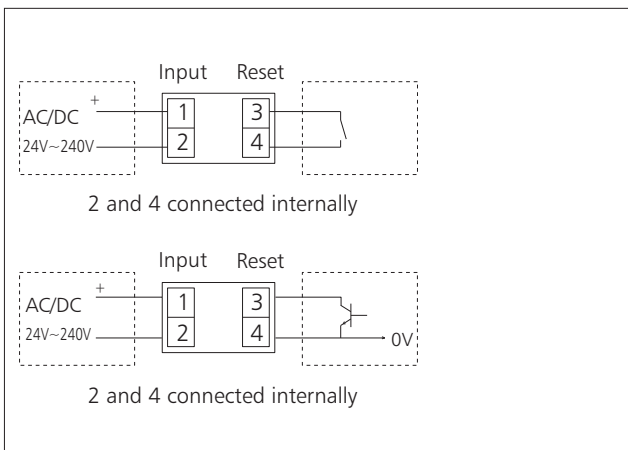 Input Reset
+
AC/DC 1 3
24V~240V 2 4
2 and 4 connected internally
Input Reset
+
AC/DC 1 3
24V~240V 2 4 0V
2 and 4 connected internally